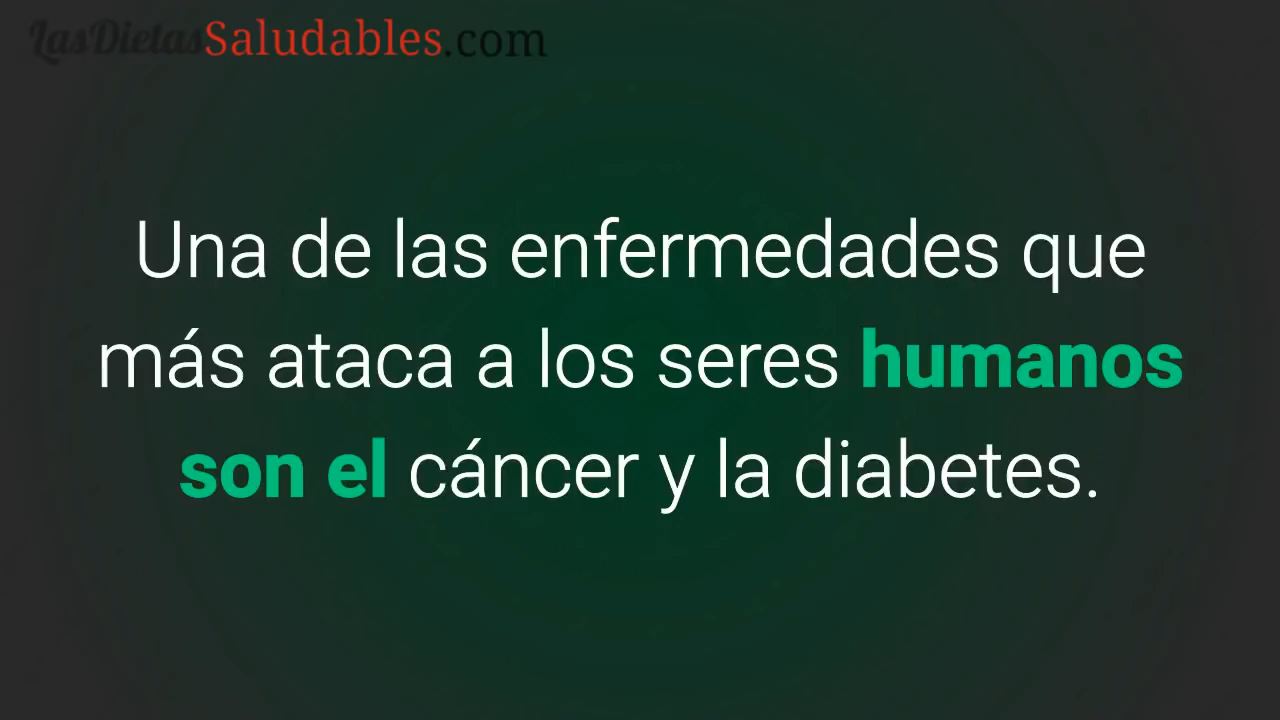 LasDietasSaludables.com
Una de las enfermedades que
más ataca a los seres humanos
son el cáncer y la diabetes.